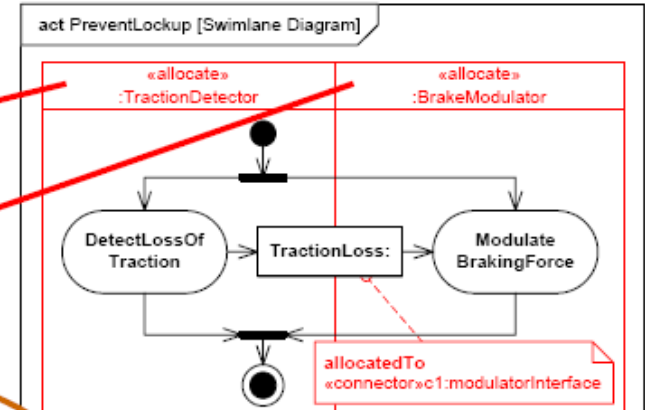 act PreventLockup [Swimlane Diagram]
«allocate»
:TractionDetector
«allocate»
:BrakeModulator
DetectLossOf
Traction
TractionLoss:
Modulate
BrakingForce
allocatedTo
«connector»c1:modulatorInterface